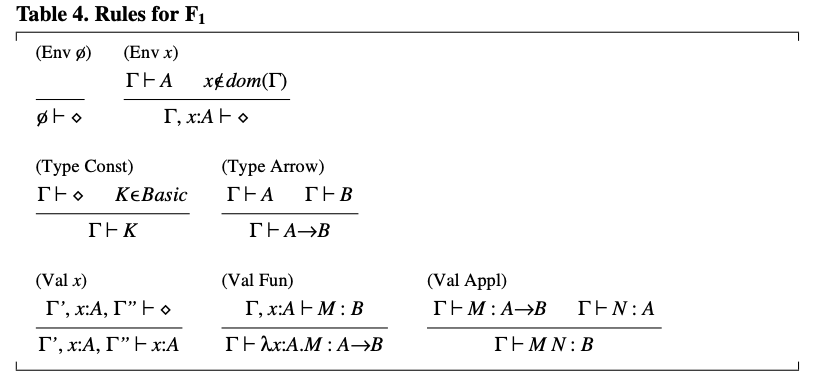 Table 4. Rules for F₁
(Env ø) (Env x)
Γ ⊢ A x∉dom(Γ)
ø ⊢ ⋄ Γ, x:A ⊢ ⋄
(Type Const) (Type Arrow)
Γ ⊢ ⋄ K∈Basic Γ ⊢ A Γ ⊢ B
Γ ⊢ K Γ ⊢ A→B
(Val x) (Val Fun) (Val Appl)
Γ’, x:A, Γ” ⊢ ⋄ Γ, x:A ⊢ M : B Γ ⊢ M : A→B Γ ⊢ N : A
Γ’, x:A, Γ” ⊢ x:A Γ ⊢ λx:A.M : A→B Γ ⊢ M N : B